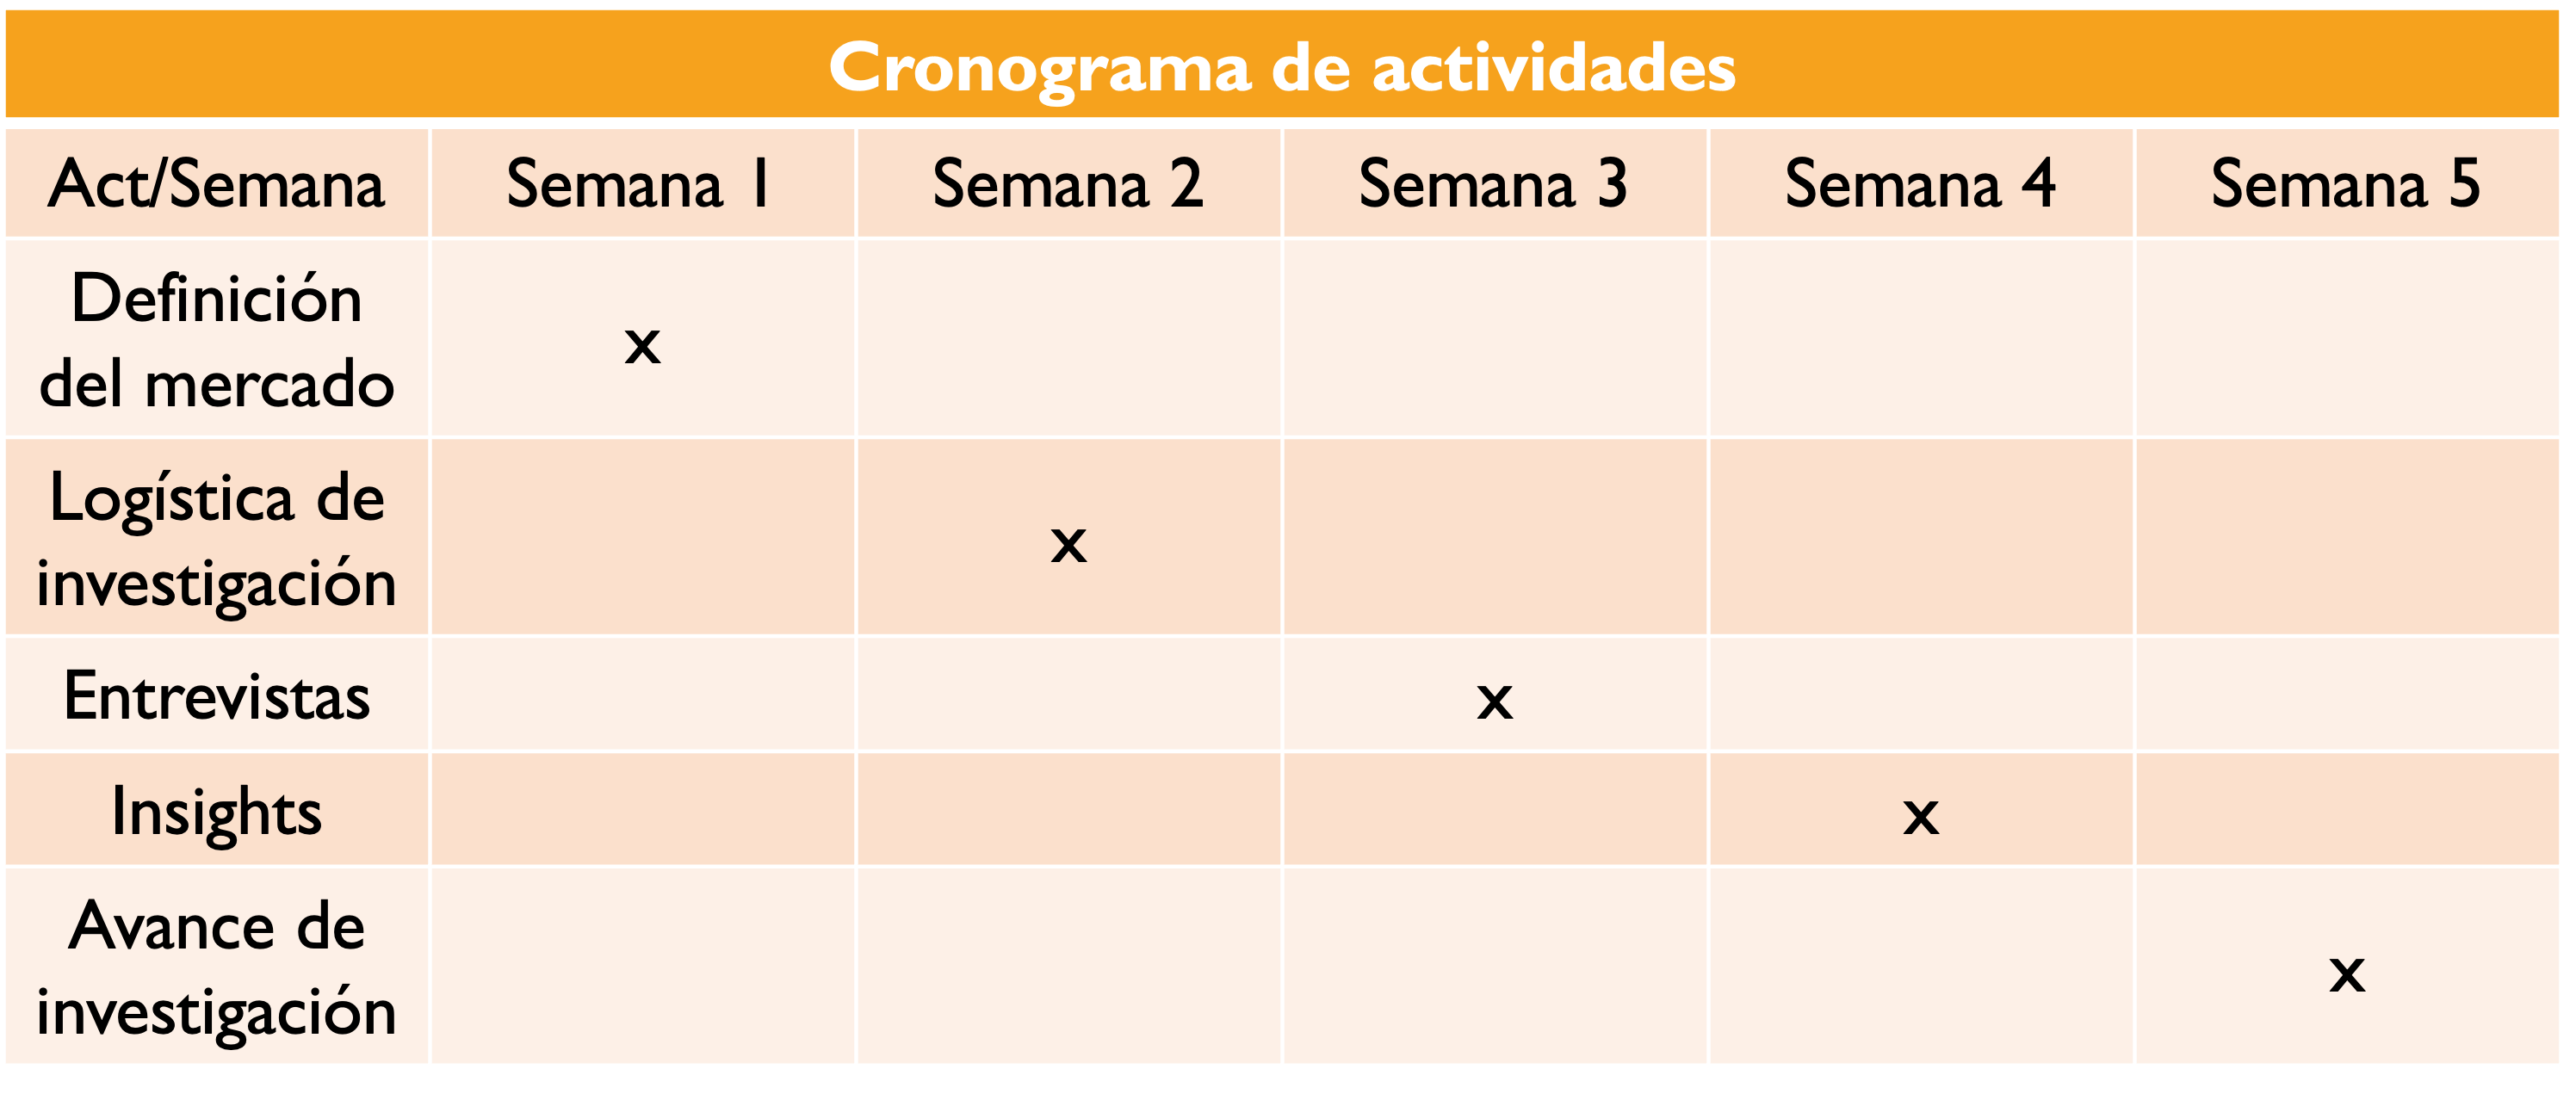 Cronograma de actividades
Act/Semana Semana 1 Semana 2 Semana 3 Semana 4 Semana 5
Definición
del mercado
x
Logística de
investigación
x
Entrevistas x
Insights x
Avance de
investigación
x